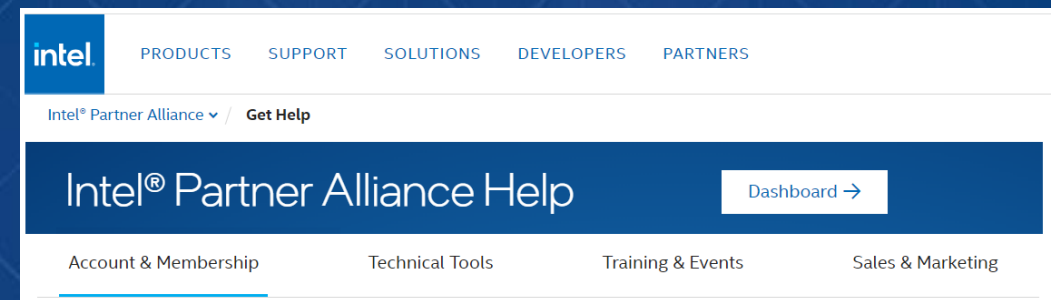 intel. PRODUCTS SUPPORT SOLUTIONS DEVELOPERS PARTNERS
Intel® Partner Alliance / Get Help
Intel® Partner Alliance Help Dashboard →
Account & Membership Technical Tools Training & Events Sales & Marketing